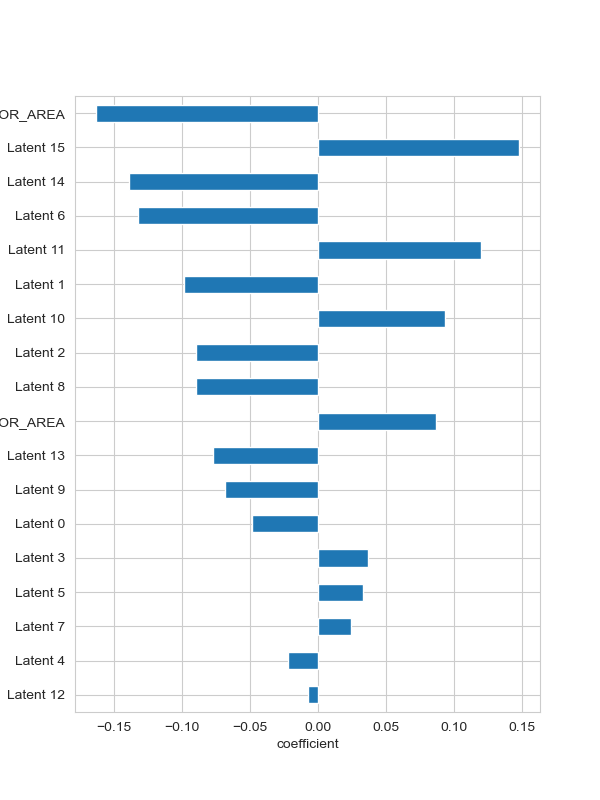 OR_AREA
Latent 15
Latent 14
Latent 6
Latent 11
Latent 1
Latent 10
Latent 2
Latent 8
OR_AREA
Latent 13
Latent 9
Latent 0
Latent 3
Latent 5
Latent 7
Latent 4
Latent 12
−0.15 −0.10 −0.05 0.00 0.05 0.10 0.15
coefficient